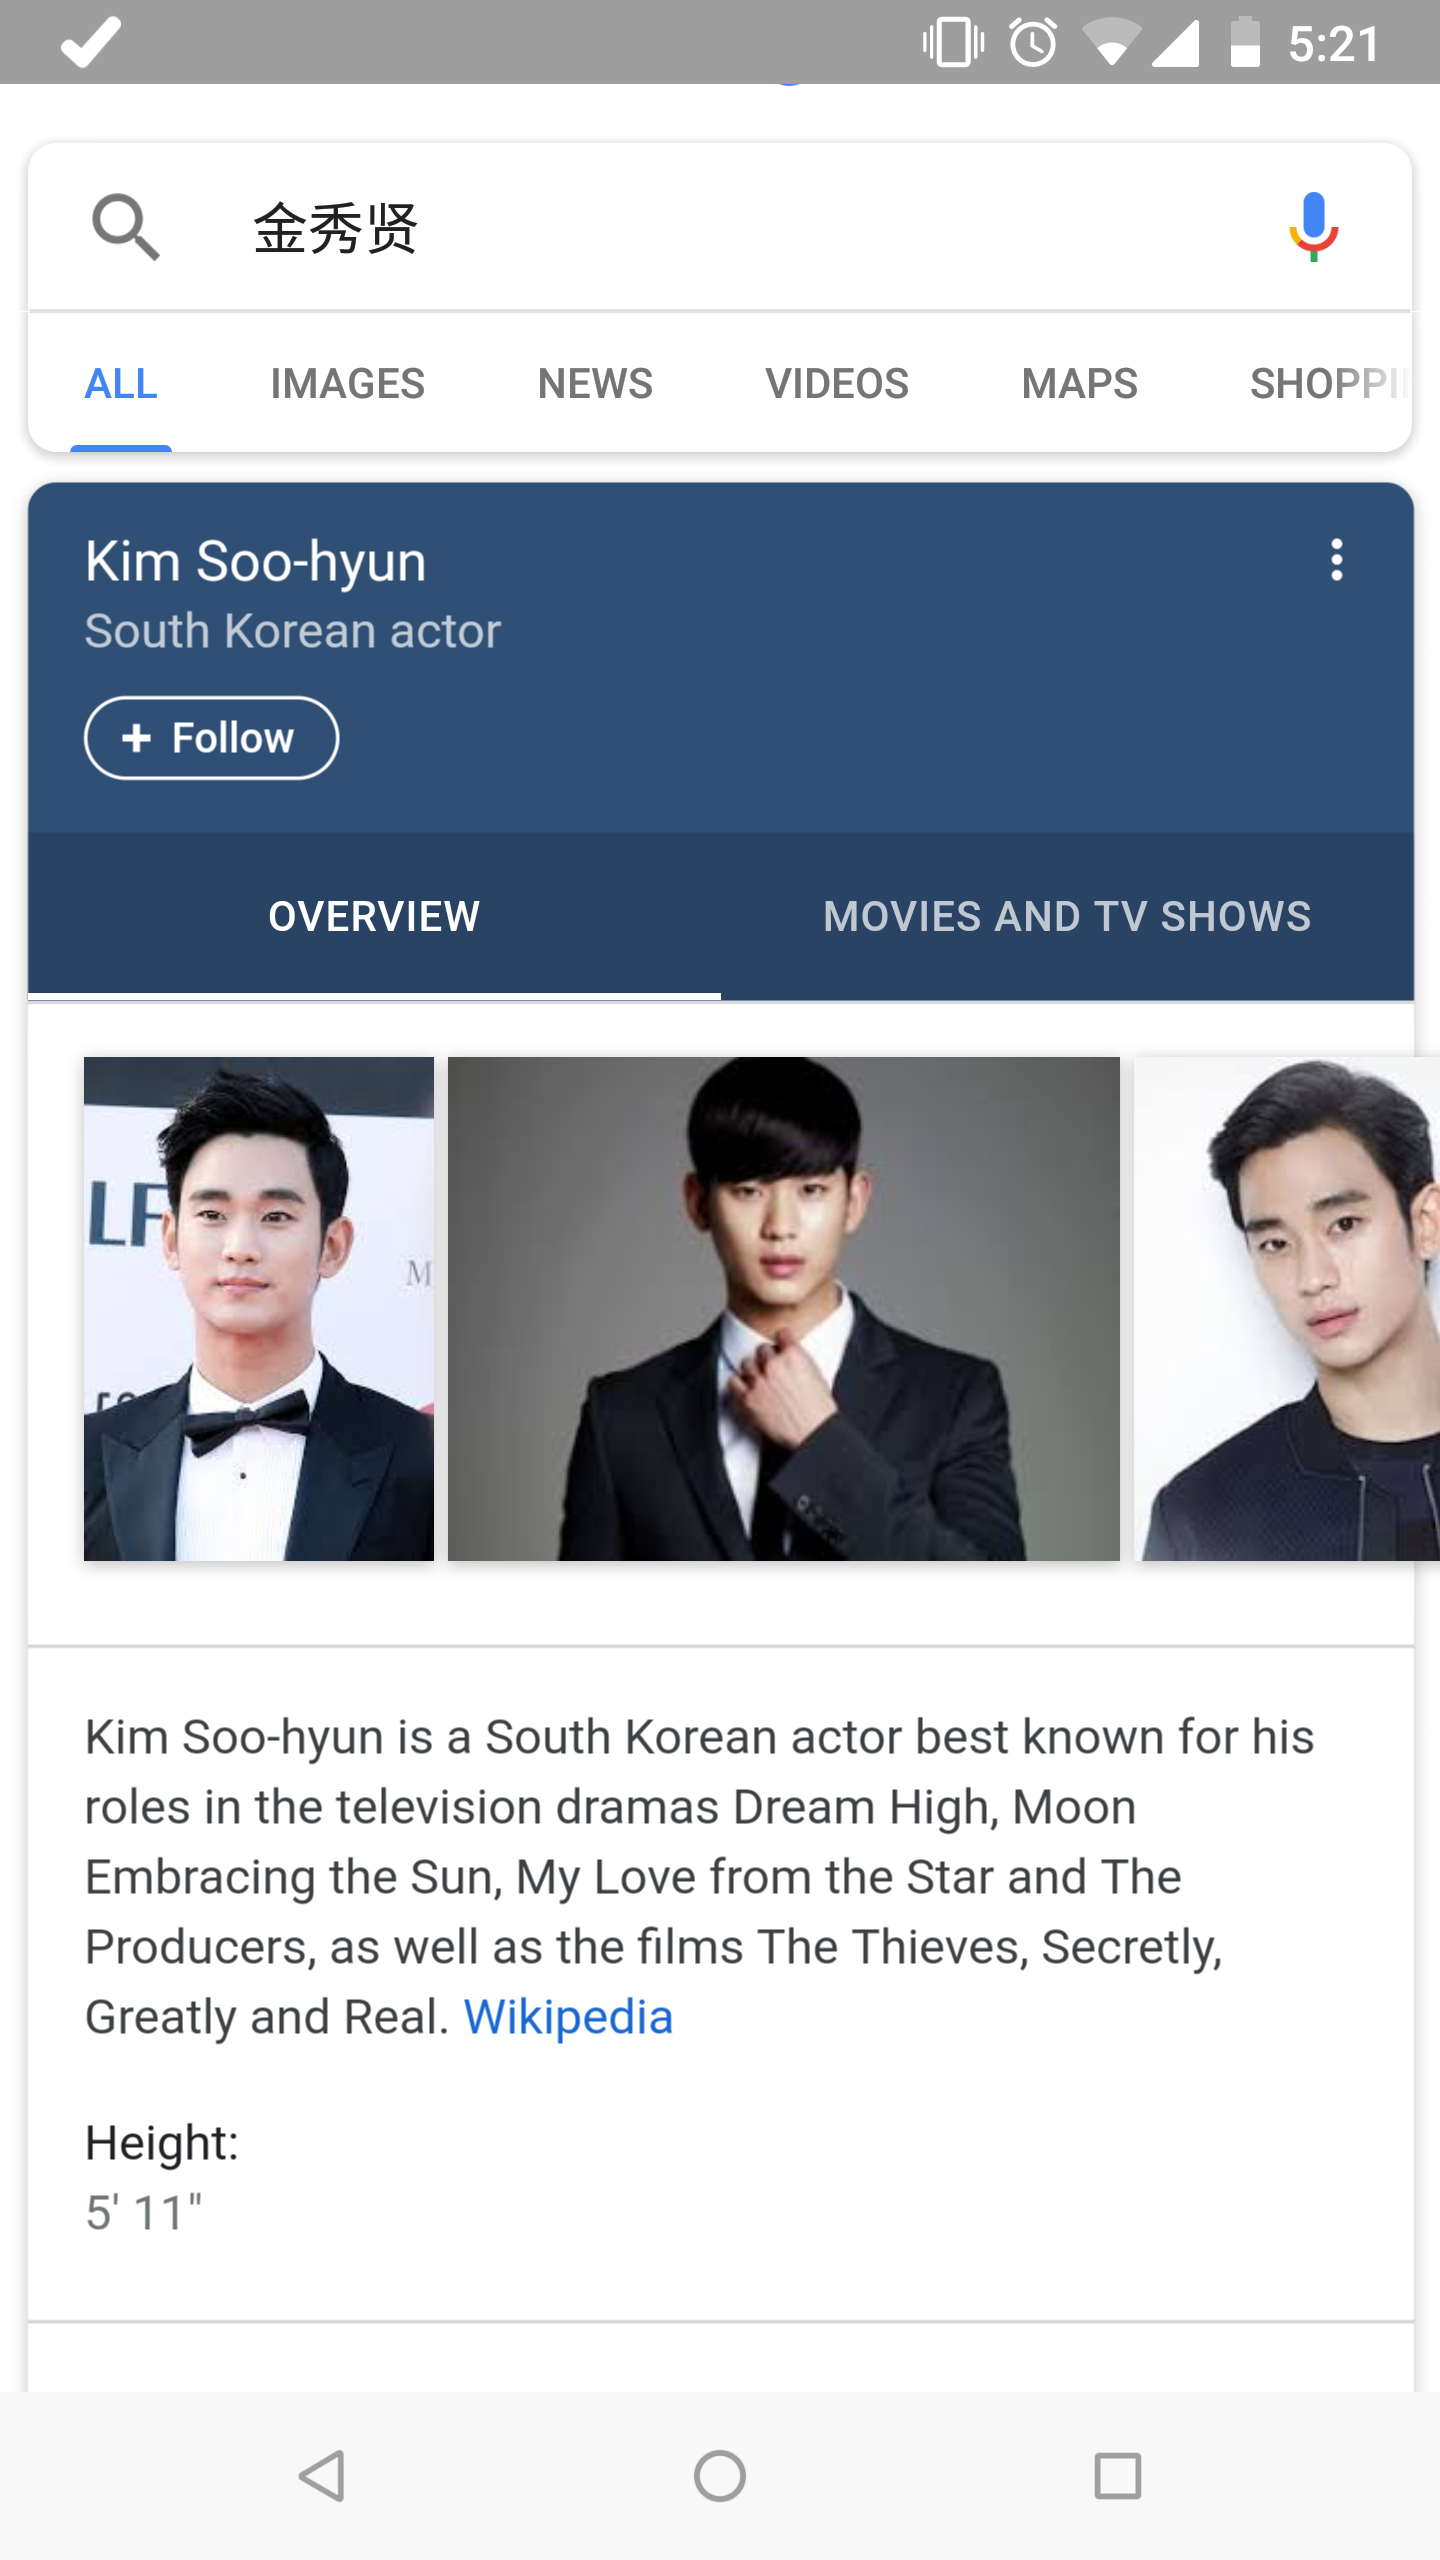 5:21
金秀贤
ALL IMAGES NEWS VIDEOS MAPS
Kim Soo-hyun
South Korean actor
+ Follow
OVERVIEW MOVIES AND TV SHOWS
Kim Soo-hyun is a South Korean actor best known for his
roles in the television dramas Dream High, Moon
Embracing the Sun, My Love from the Star and The
Producers, as well as the films The Thieves, Secretly,
Greatly and Real. Wikipedia
Height:
5' 11"